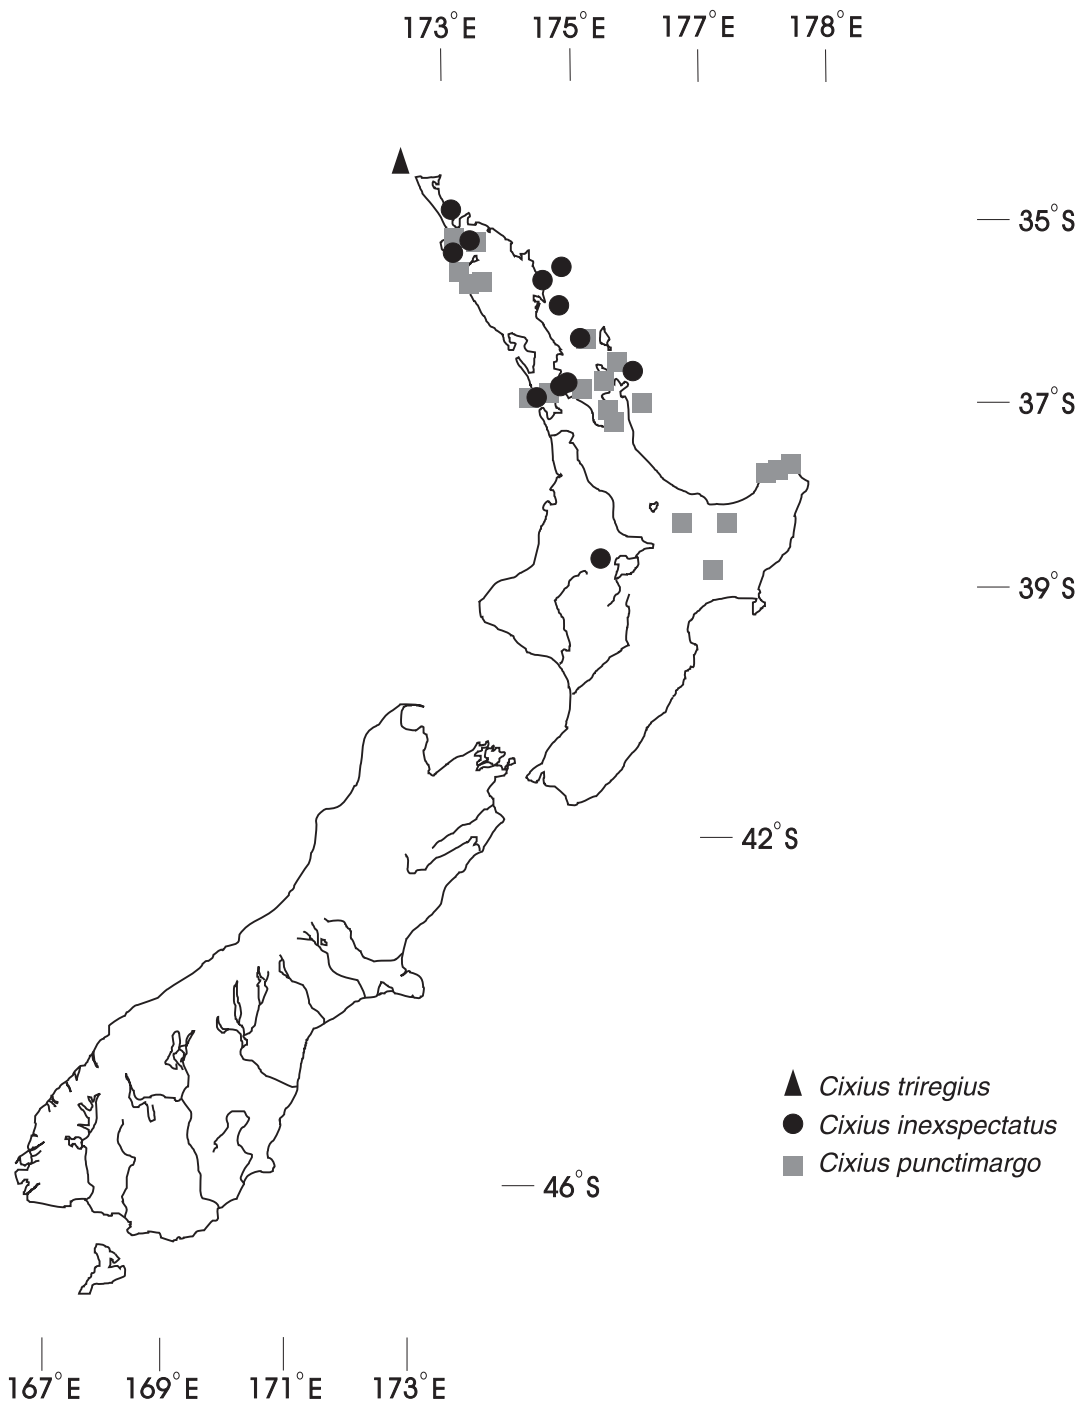 173°E 175°E 177°E 178°E
35°S
37°S
39°S
42°S
Cixius triregius
Cixius inexspectatus
Cixius punctimargo
46°S
167°E 169°E 171°E 173°E